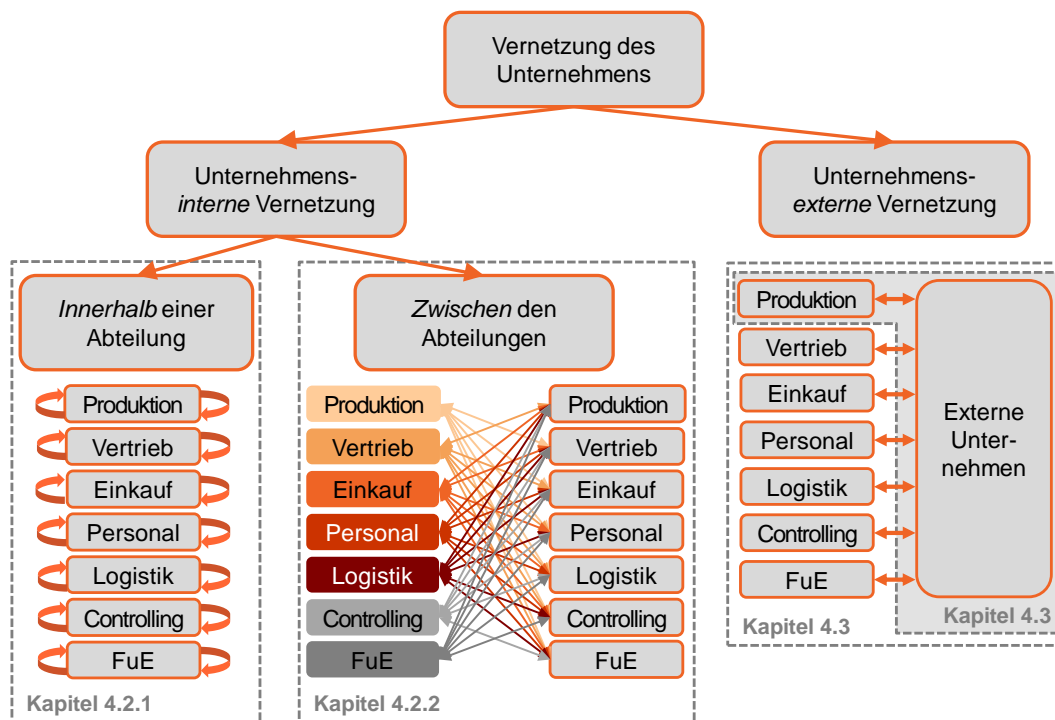 Vernetzung des
Unternehmens
Unternehmens-
interne Vernetzung
Unternehmens-
externe Vernetzung
Innerhalb einer
Abteilung
Produktion
Vertrieb
Einkauf
Personal
Logistik
Controlling
FuE
Kapitel 4.2.1
Zwischen den
Abteilungen
Produktion
Vertrieb
Einkauf
Personal
Logistik
Controlling
FuE
Produktion
Vertrieb
Einkauf
Personal
Logistik
Controlling
FuE
Kapitel 4.2.2
Produktion
Vertrieb
Einkauf
Personal
Logistik
Controlling
FuE
Externe
Unter-
nehmen
Kapitel 4.3
Kapitel 4.3